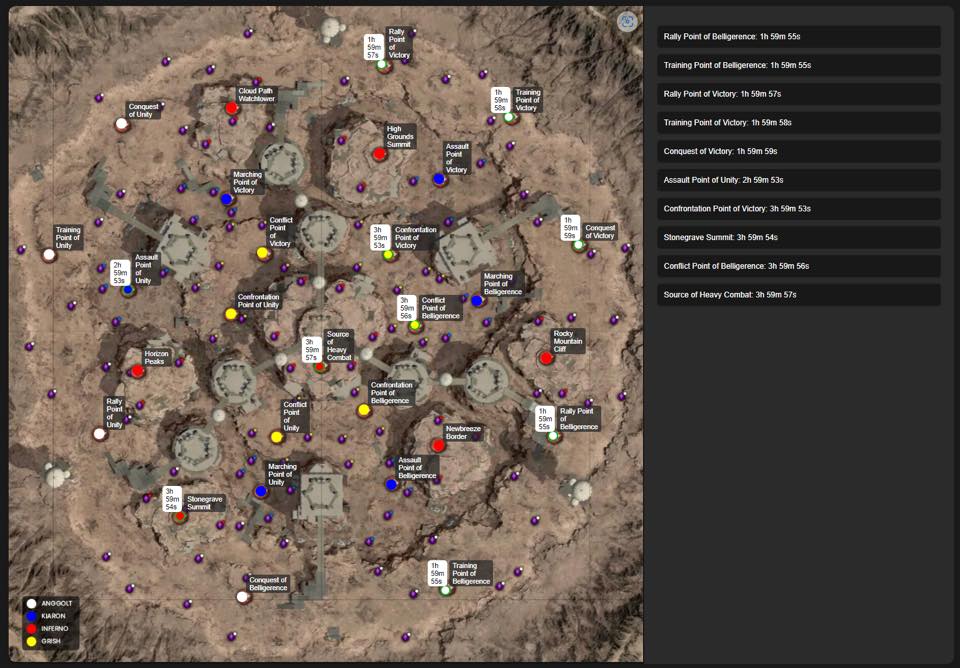 Rally
Point
of
Victory
1h
59m
57s
Cloud Path
Watchtower
1h
59m
58s
Training
Point of
Victory
Conquest
of Unity
High
Grounds
Summit
Assault
Point
of
Victory
Marching
Point of
Victory
Training
Point of
Unity
Conflict
Point
of
Victory
3h
59m
53s
Confrontation
Point of
Victory
1h
59m
59s
Conquest
of Victory
2h
59m
53s
Assault
Point
of
Unity
Marching
Point of
Belligerence
Confrontation
Point of Unity
3h
59m
56s
Conflict
Point of
Belligerence
3h
59m
57s
Source
of
Heavy
Combat
Rocky
Mountain
Cliff
Horizon
Peaks
Confrontation
Point of
Belligerence
Rally
Point
of
Unity
Conflict
Point
of
Unity
1h
59m
55s
Rally Point
of
Belligerence
Newbreeze
Border
Marching
Point of
Unity
Assault
Point of
Belligerence
3h
59m
54s
Stonegrave
Summit
Conquest of
Belligerence
1h
59m
55s
Training
Point of
Belligerence
ANGGOLT
KIARON
INFERNO
GRISH
Rally Point of Belligerence: 1h 59m 55s
Training Point of Belligerence: 1h 59m 55s
Rally Point of Victory: 1h 59m 57s
Training Point of Victory: 1h 59m 58s
Conquest of Victory: 1h 59m 59s
Assault Point of Unity: 2h 59m 53s
Confrontation Point of Victory: 3h 59m 53s
Stonegrave Summit: 3h 59m 54s
Conflict Point of Belligerence: 3h 59m 56s
Source of Heavy Combat: 3h 59m 57s